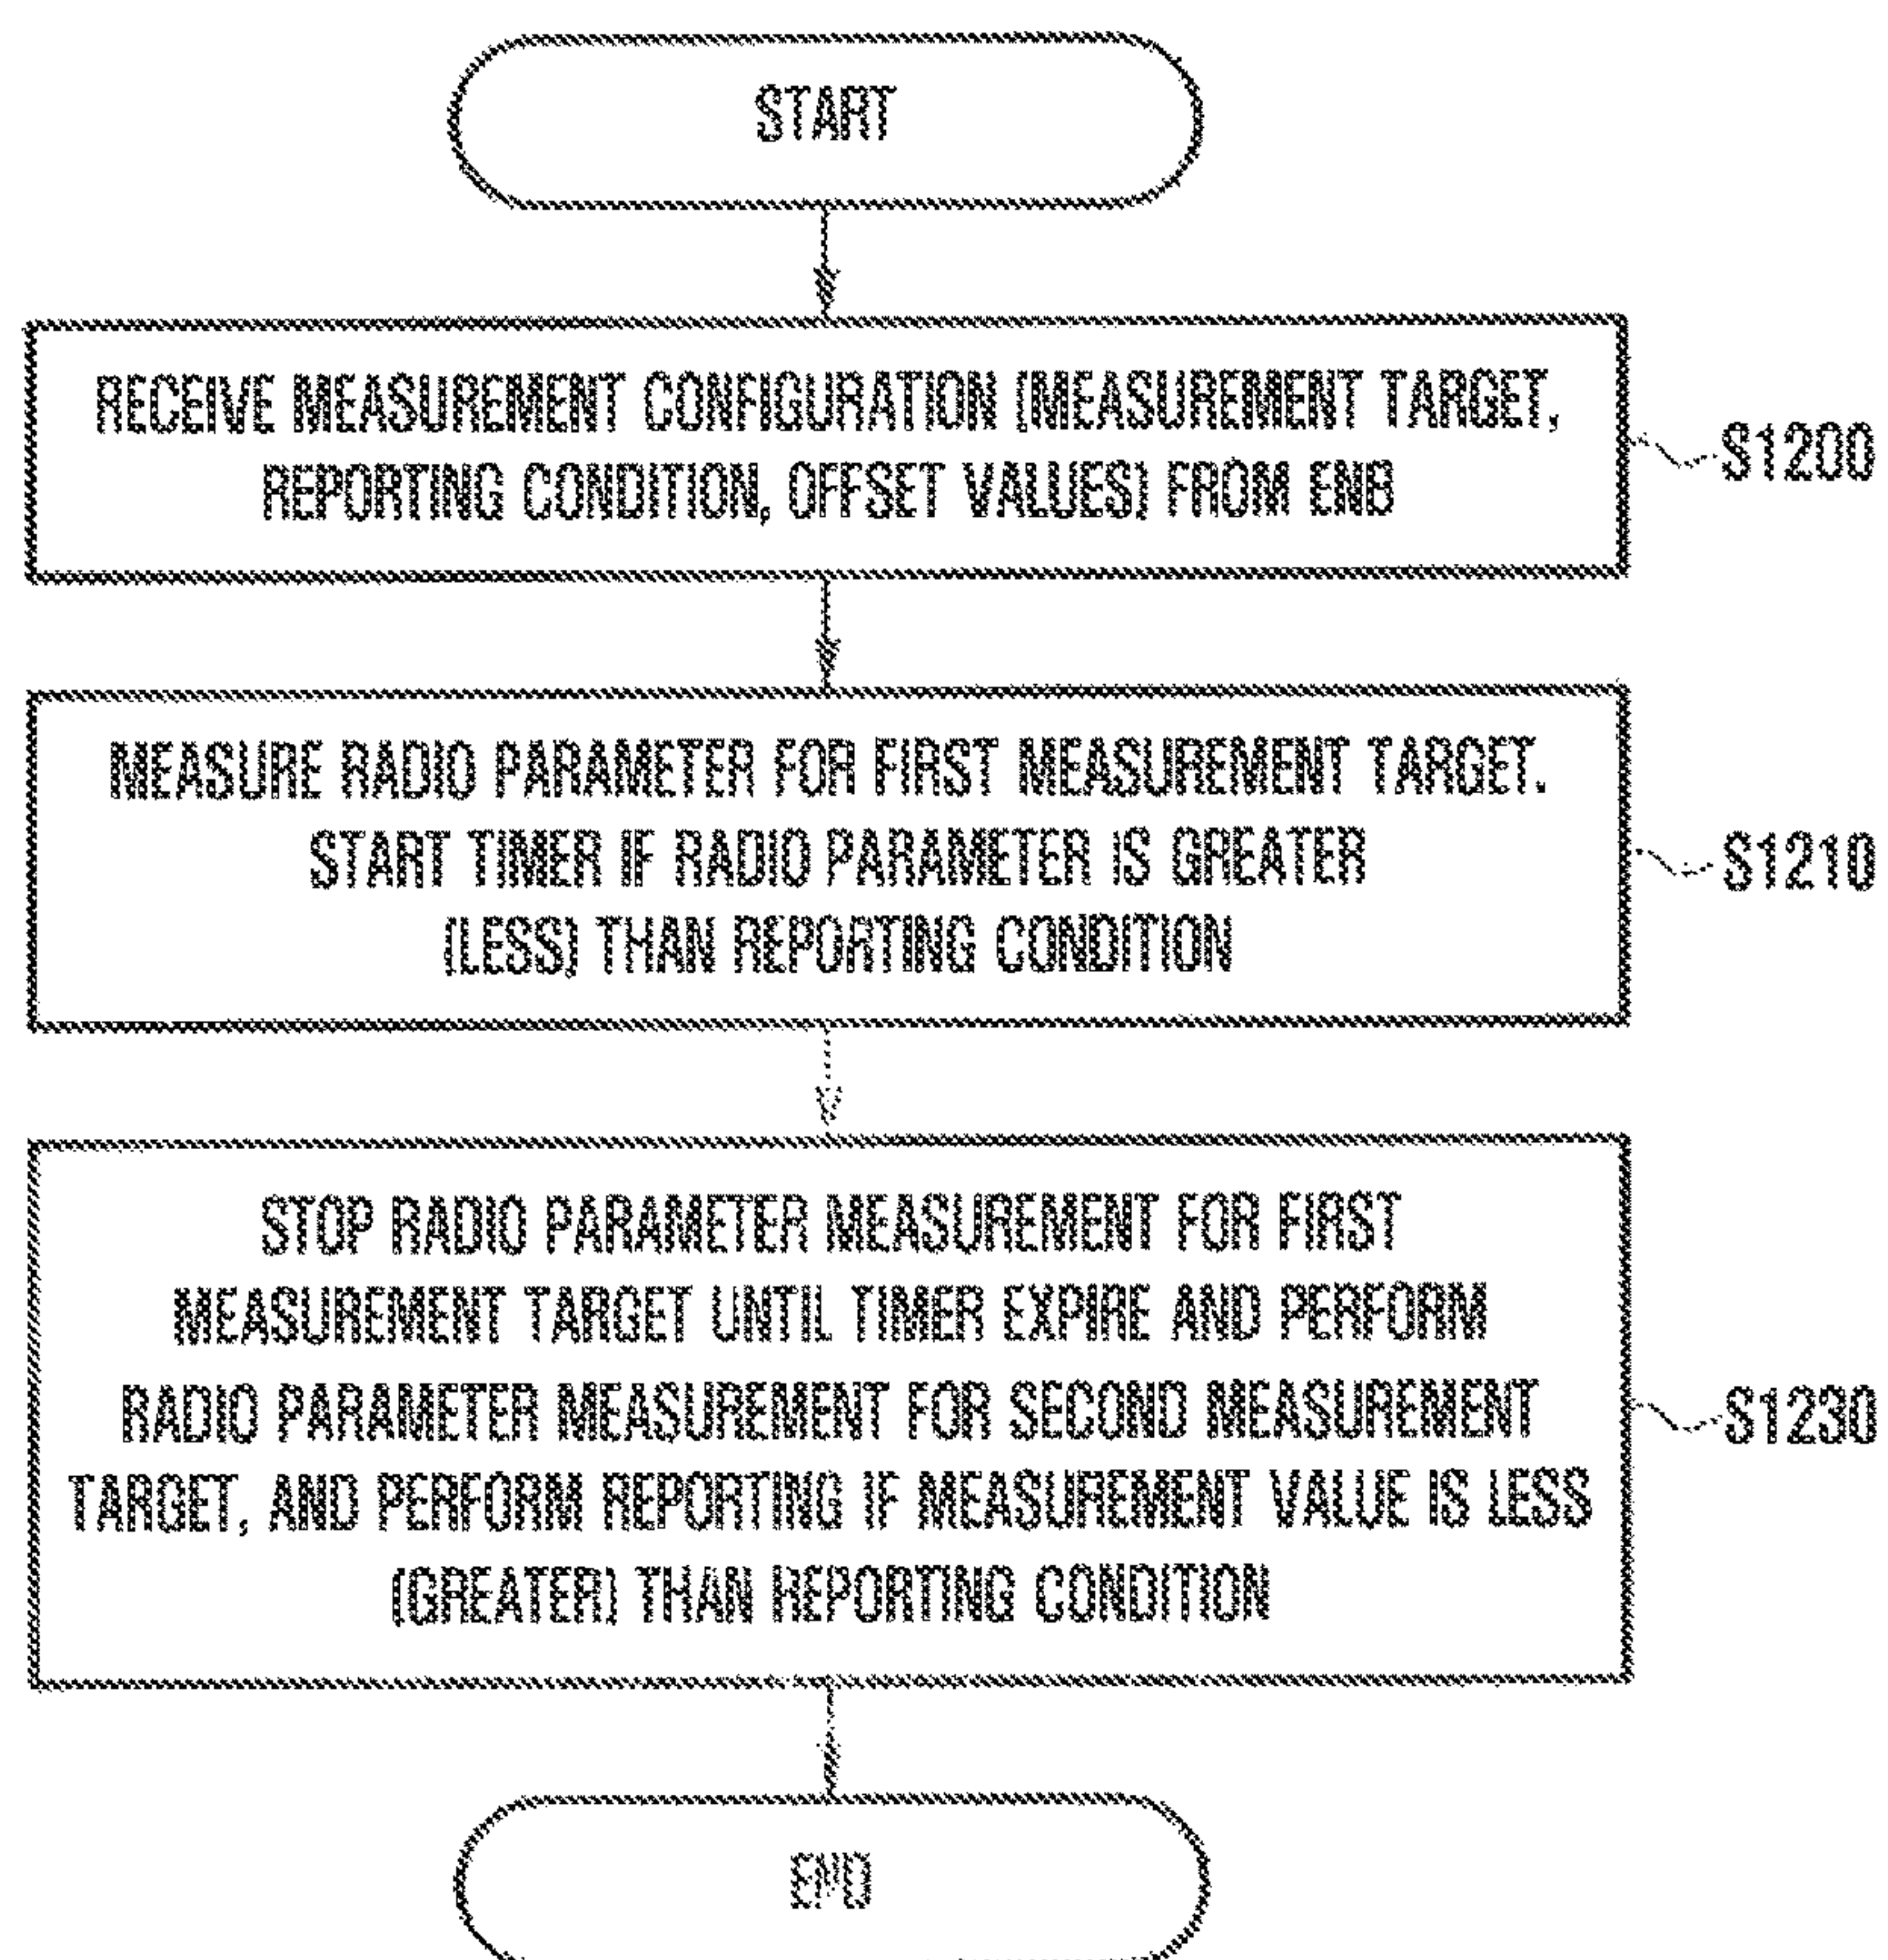 START
RECEIVE MEASUREMENT CONFIGURATION (MEASUREMENT TARGET,
REPORTING CONDITION, OFFSET VALUES) FROM ENB
S1200
MEASURE RADIO PARAMETER FOR FIRST MEASUREMENT TARGET.
START TIMER IF RADIO PARAMETER IS GREATER
(LESS) THAN REPORTING CONDITION
S1210
STOP RADIO PARAMETER MEASUREMENT FOR FIRST
MEASUREMENT TARGET UNTIL TIMER EXPIRE AND PERFORM
RADIO PARAMETER MEASUREMENT FOR SECOND MEASUREMENT
TARGET, AND PERFORM REPORTING IF MEASUREMENT VALUE IS LESS
(GREATER) THAN REPORTING CONDITION
S1230
END